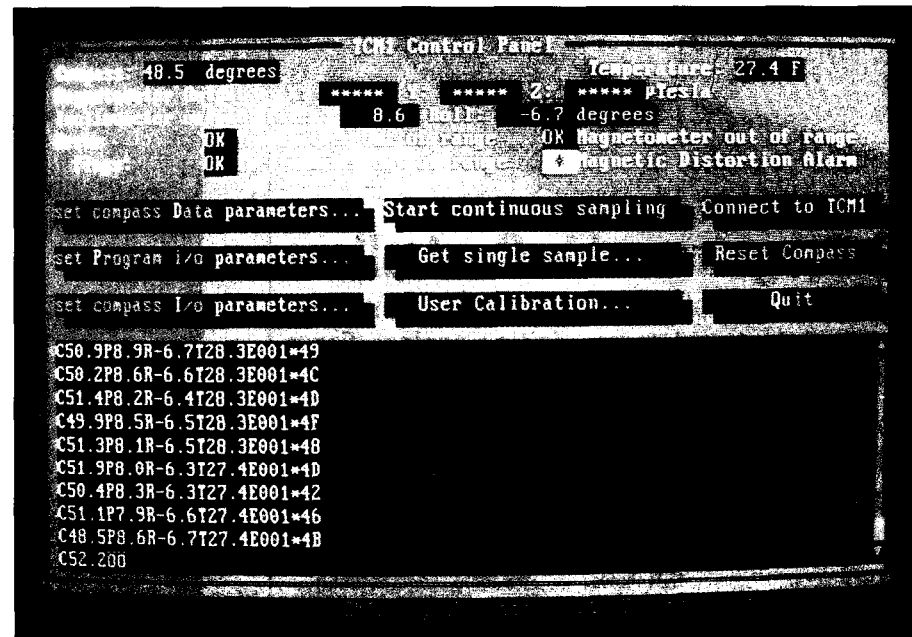 TCM1 Control Panel
Compass: 48.5 degrees Temperature: 27.4 F
***** ***** Z: ***** µTesla
8.6 Roll: -6.7 degrees
OK range OK Magnetometer out of range
OK Magnetic Distortion Alarm
set compass Data parameters... Start continuous sampling Connect to TCM1
set Program i/o parameters... Get single sample... Reset Compass
set compass I/o parameters... User Calibration... Quit
C50.9P8.9R-6.7T28.3E001*49
C50.2P8.6R-6.6T28.3E001*4C
C51.4P8.2R-6.4T28.3E001*4D
C49.9P8.5R-6.5T28.3E001*4F
C51.3P8.1R-6.5T28.3E001*48
C51.9P8.0R-6.3T27.4E001*4D
C50.4P8.3R-6.3T27.4E001*42
C51.1P7.9R-6.6T27.4E001*46
C48.5P8.6R-6.7T27.4E001*4B
C52.200